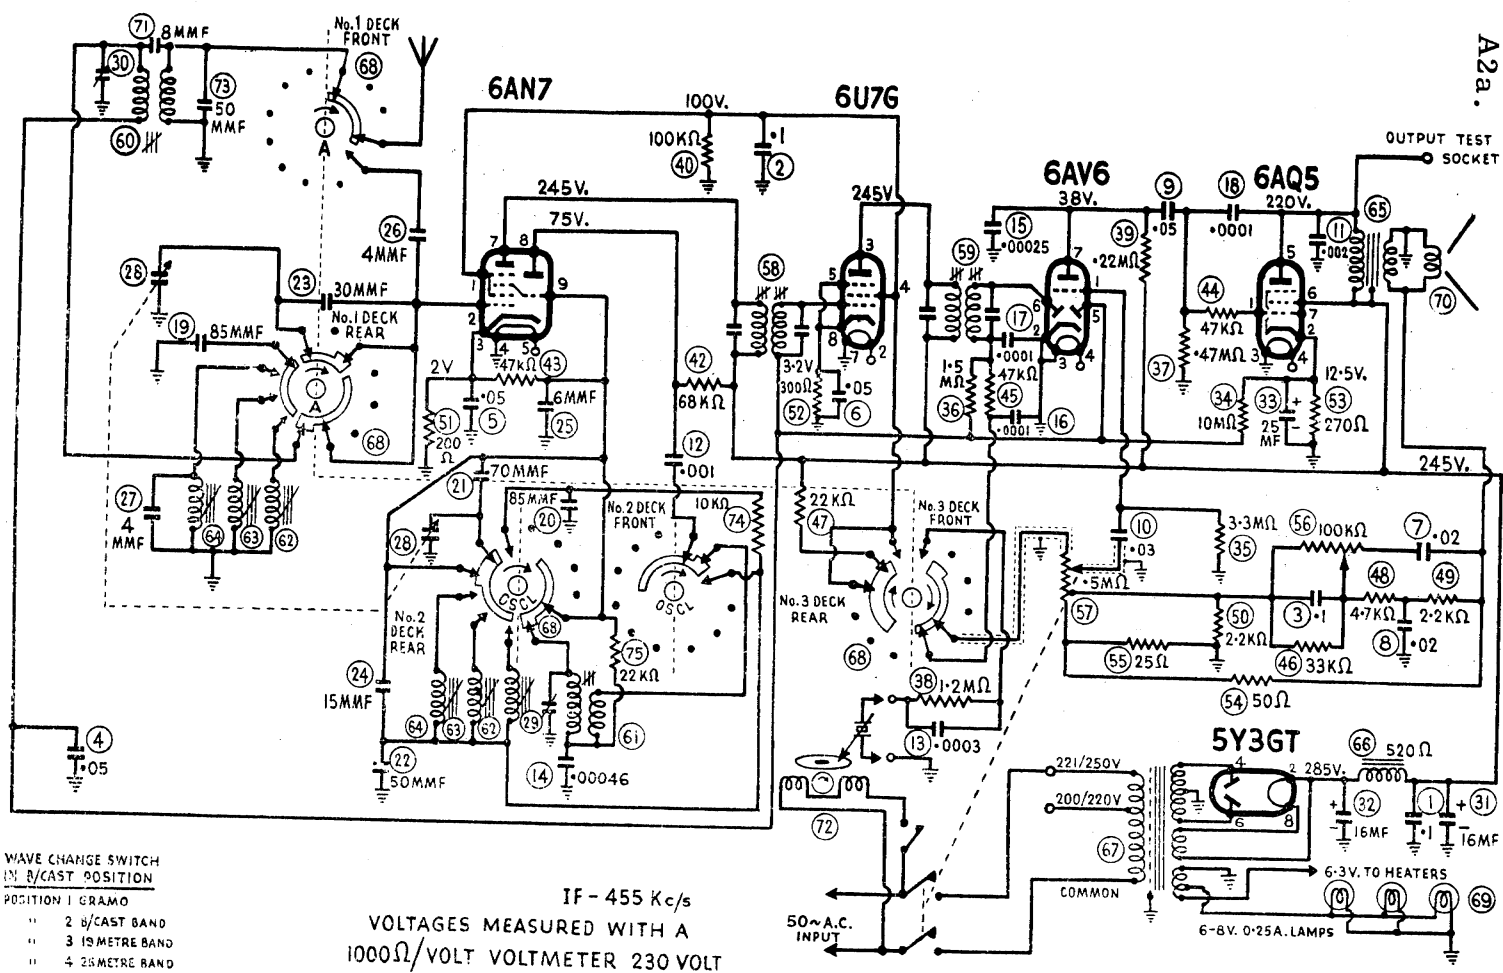 A2a.
71
8MMF
No.1 DECK
FRONT
68
30
73
50
MMF
60
A
6AN7
100V.
6U7G
100KΩ
40
.1
2
OUTPUT TEST
SOCKET
6AV6
38V.
9
.05
18
.0001
6AQ5
220V.
65
245V.
75V.
245V
15
.00025
39
.22MΩ
11
.002
26
4MMF
7
8
1
9
2
3
4
5
28
23
30MMF
No.1 DECK
REAR
19
85MMF
A
68
58
3
5
4
6
8
7
2
59
7
1
6
5
2
3
4
5
1
6
7
2
3
4
70
44
47KΩ
37
.47MΩ
17
.0001
2V
47KΩ
43
42
68KΩ
3.2V
300Ω
52
.05
6
1.5
MΩ
36
47KΩ
45
.0001
16
34
10MΩ
33
25
MF
12.5V.
53
270Ω
51
200
Ω
.05
5
6MMF
25
245V.
12
.001
21
70MMF
27
4
MMF
64
63
62
85MMF
20
No.2 DECK
FRONT
10KΩ
74
22KΩ
47
No.3 DECK
FRONT
68
28
OSCL
OSCL
68
No.2
DECK
REAR
No.3 DECK
REAR
68
10
.03
3.3MΩ
35
56
100KΩ
7
.02
.5MΩ
57
50
2.2KΩ
3
.1
48
4.7KΩ
49
2.2KΩ
8
.02
55
25Ω
46
33KΩ
54
50Ω
24
15MMF
75
22KΩ
64
63
62
29
61
38
1.2MΩ
13
.0003
4
.05
22
50MMF
14
.00046
72
221/250V
200/220V
67
COMMON
5Y3GT
4
2
6
8
285V.
66
520Ω
32
16MF
1
.1
31
16MF
6.3V. TO HEATERS
69
6-8V. 0.25A. LAMPS
50~A.C.
INPUT
WAVE CHANGE SWITCH
IN B/CAST POSITION
POSITION 1 GRAMO
" 2 B/CAST BAND
" 3 19 METRE BAND
" 4 25 METRE BAND
IF-455 Kc/s
VOLTAGES MEASURED WITH A
1000Ω/VOLT VOLTMETER 230 VOLT